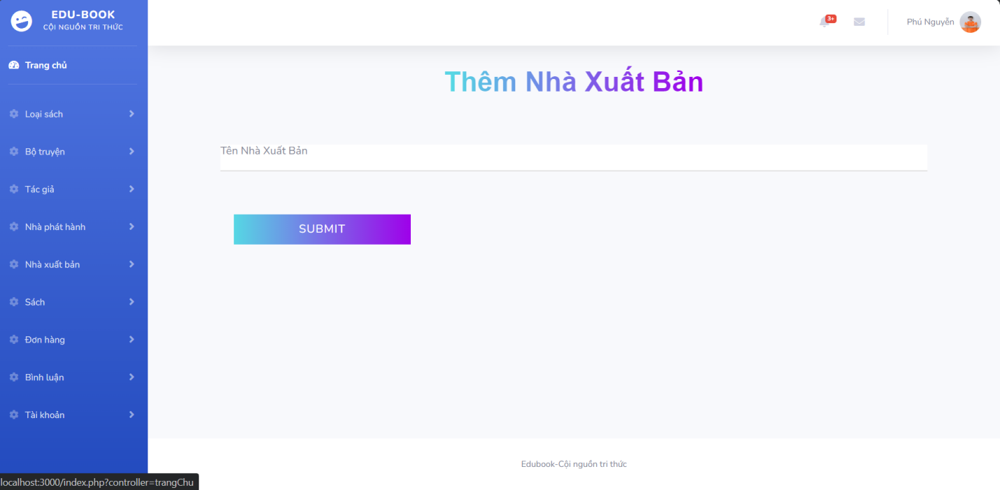 EDU-BOOK
CỘI NGUỒN TRI THỨC
3+
Phú Nguyễn
Trang chủ
Loại sách
Bộ truyện
Tác giả
Nhà phát hành
Nhà xuất bản
Sách
Đơn hàng
Bình luận
Tài khoản
Thêm Nhà Xuất Bản
Tên Nhà Xuất Bản
SUBMIT
Edubook-Cội nguồn tri thức
localhost:3000/index.php?controller=trangChu